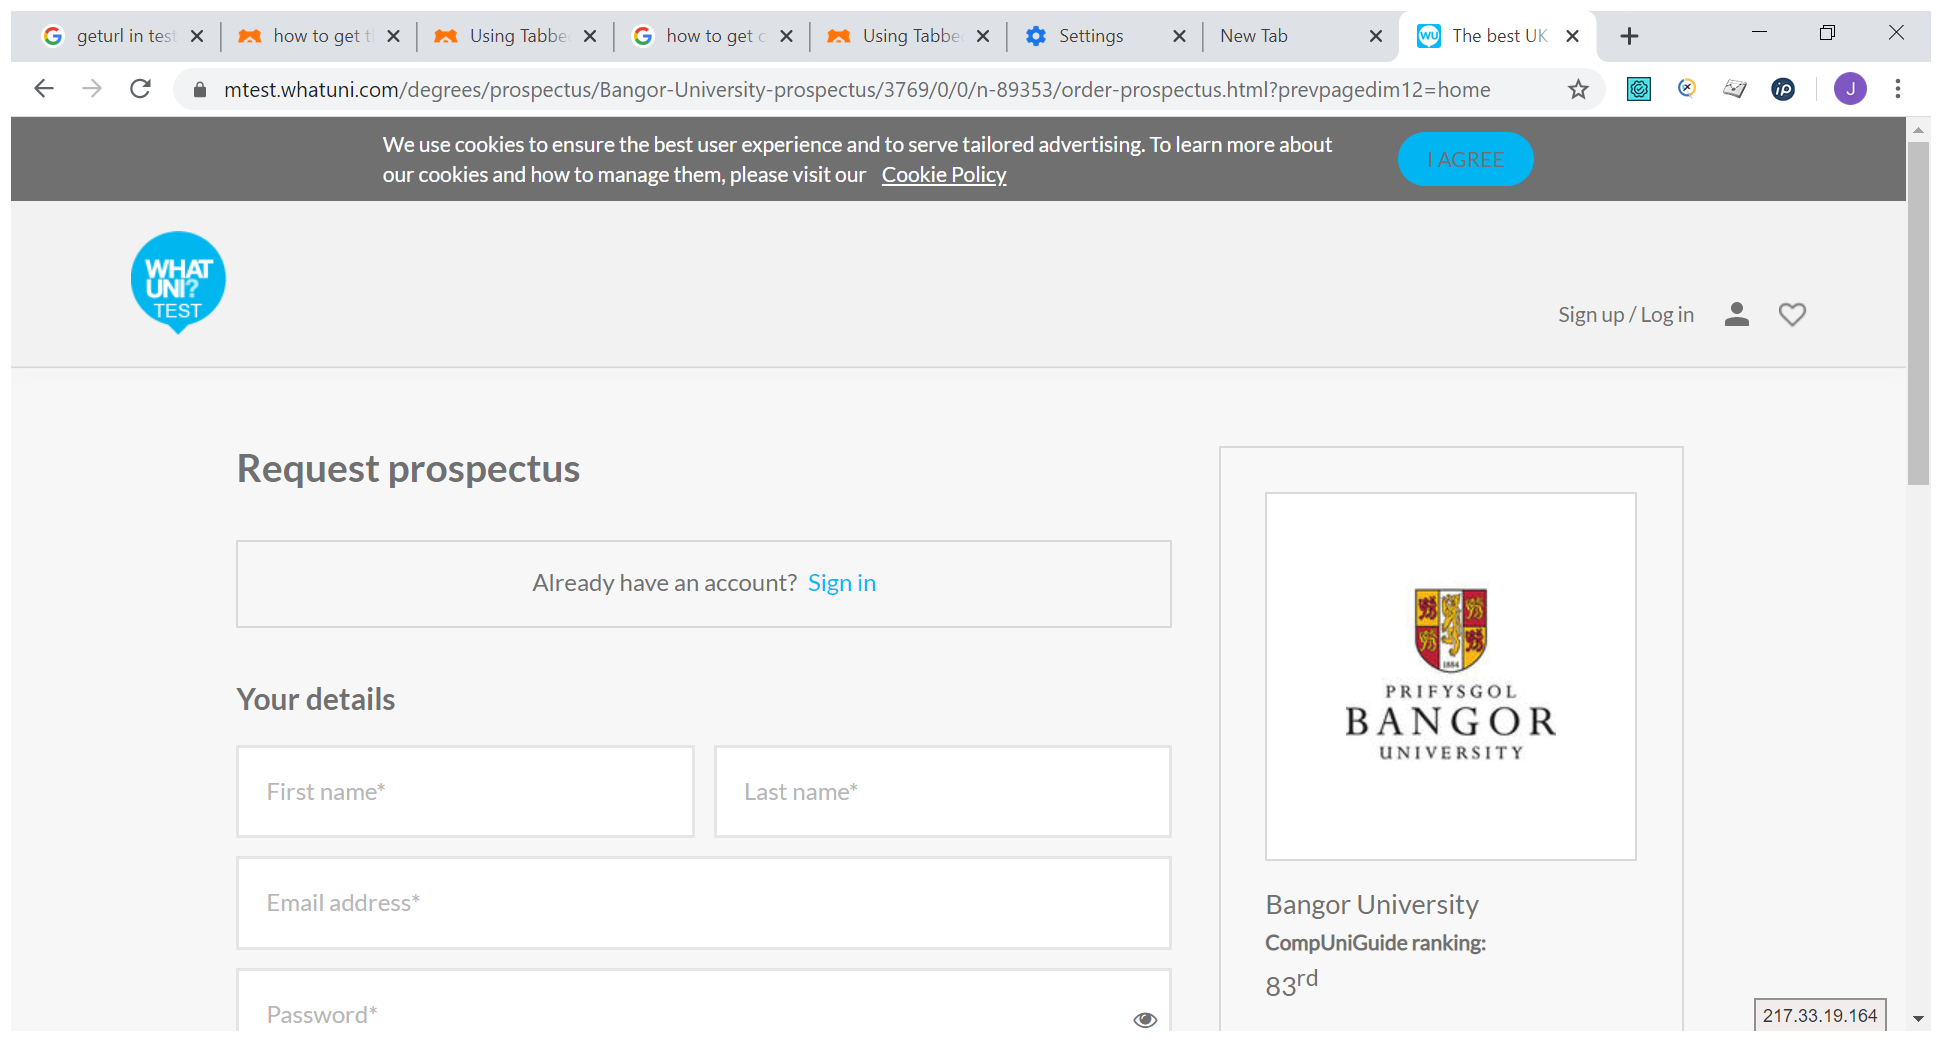 geturl in test
how to get t
Using Tabbe
how to get c
Using Tabbe
Settings
New Tab
The best UK
mtest.whatuni.com/degrees/prospectus/Bangor-University-prospectus/3769/0/0/n-89353/order-prospectus.html?prevpagedim12=home
J
We use cookies to ensure the best user experience and to serve tailored advertising. To learn more about
our cookies and how to manage them, please visit our Cookie Policy
I AGREE
WHAT
UNI?
TEST
Sign up / Log in
Request prospectus
Already have an account? Sign in
Your details
First name*
Last name*
Email address*
Password*
1884
PRIFYSGOL
BANGOR
UNIVERSITY
Bangor University
CompUniGuide ranking:
83rd
217.33.19.164